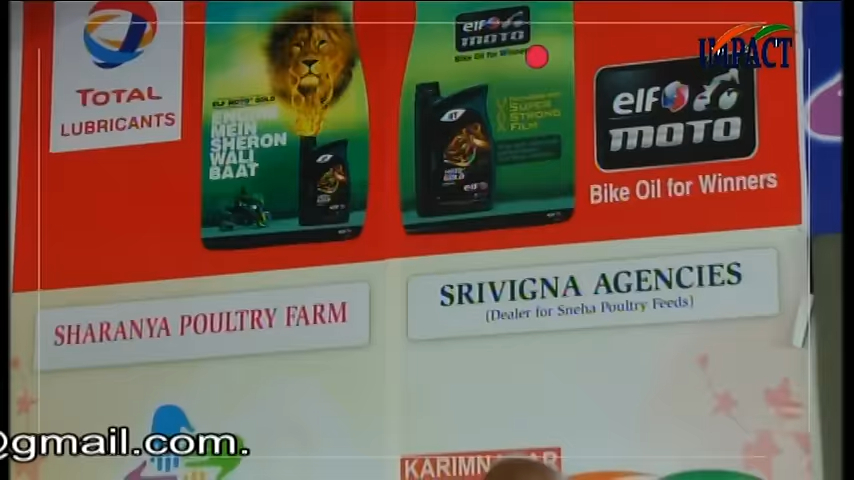 IMPACT
TOTAL
LUBRICANTS
ELF MOTO GOLD
ENGINE
MEIN
SHERON
WALI
BAAT
elf
MOTO
Bike Oil for Winners
SUPER
STRONG
FILM
elf
MOTO
Bike Oil for Winners
SHARANYA POULTRY FARM
SRIVIGNA AGENCIES
(Dealer for Sneha Poultry Feeds)
@gmail.com.